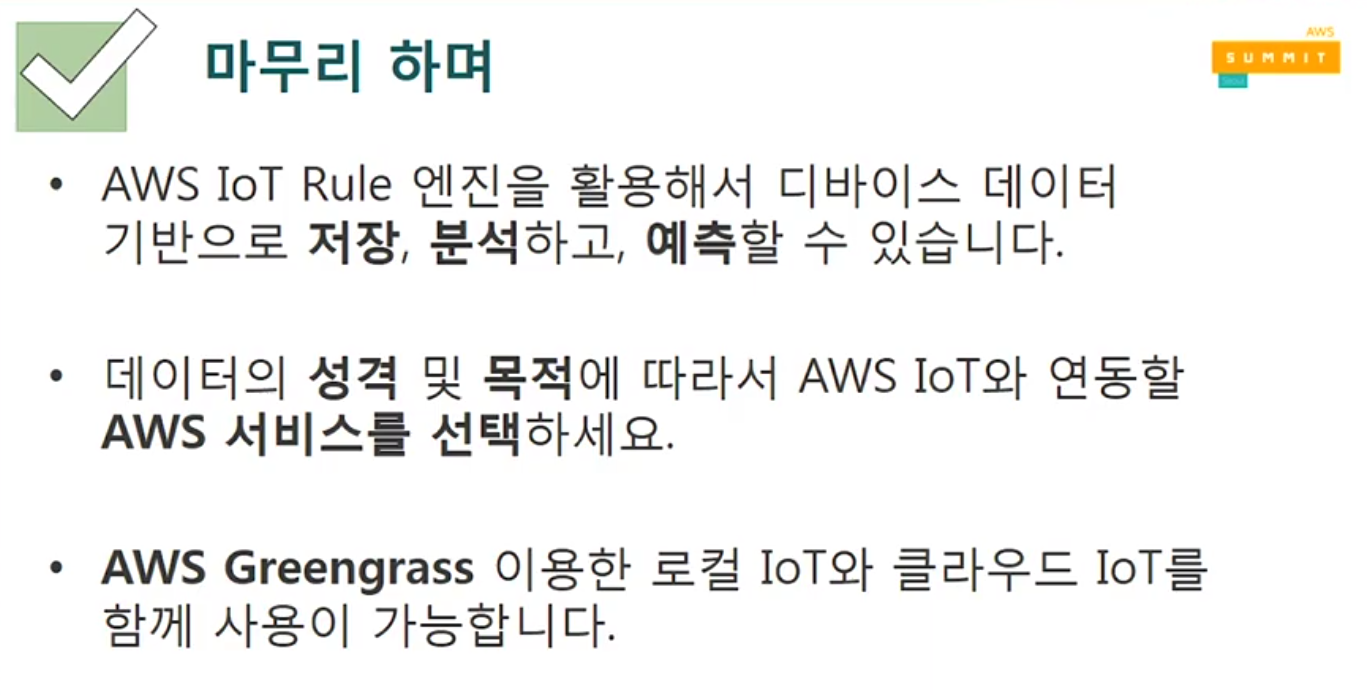 마무리 하며
AWS
SUMMIT
Seoul
• AWS IoT Rule 엔진을 활용해서 디바이스 데이터
기반으로 저장, 분석하고, 예측할 수 있습니다.
• 데이터의 성격 및 목적에 따라서 AWS IoT와 연동할
AWS 서비스를 선택하세요.
• AWS Greengrass 이용한 로컬 IoT와 클라우드 IoT를
함께 사용이 가능합니다.